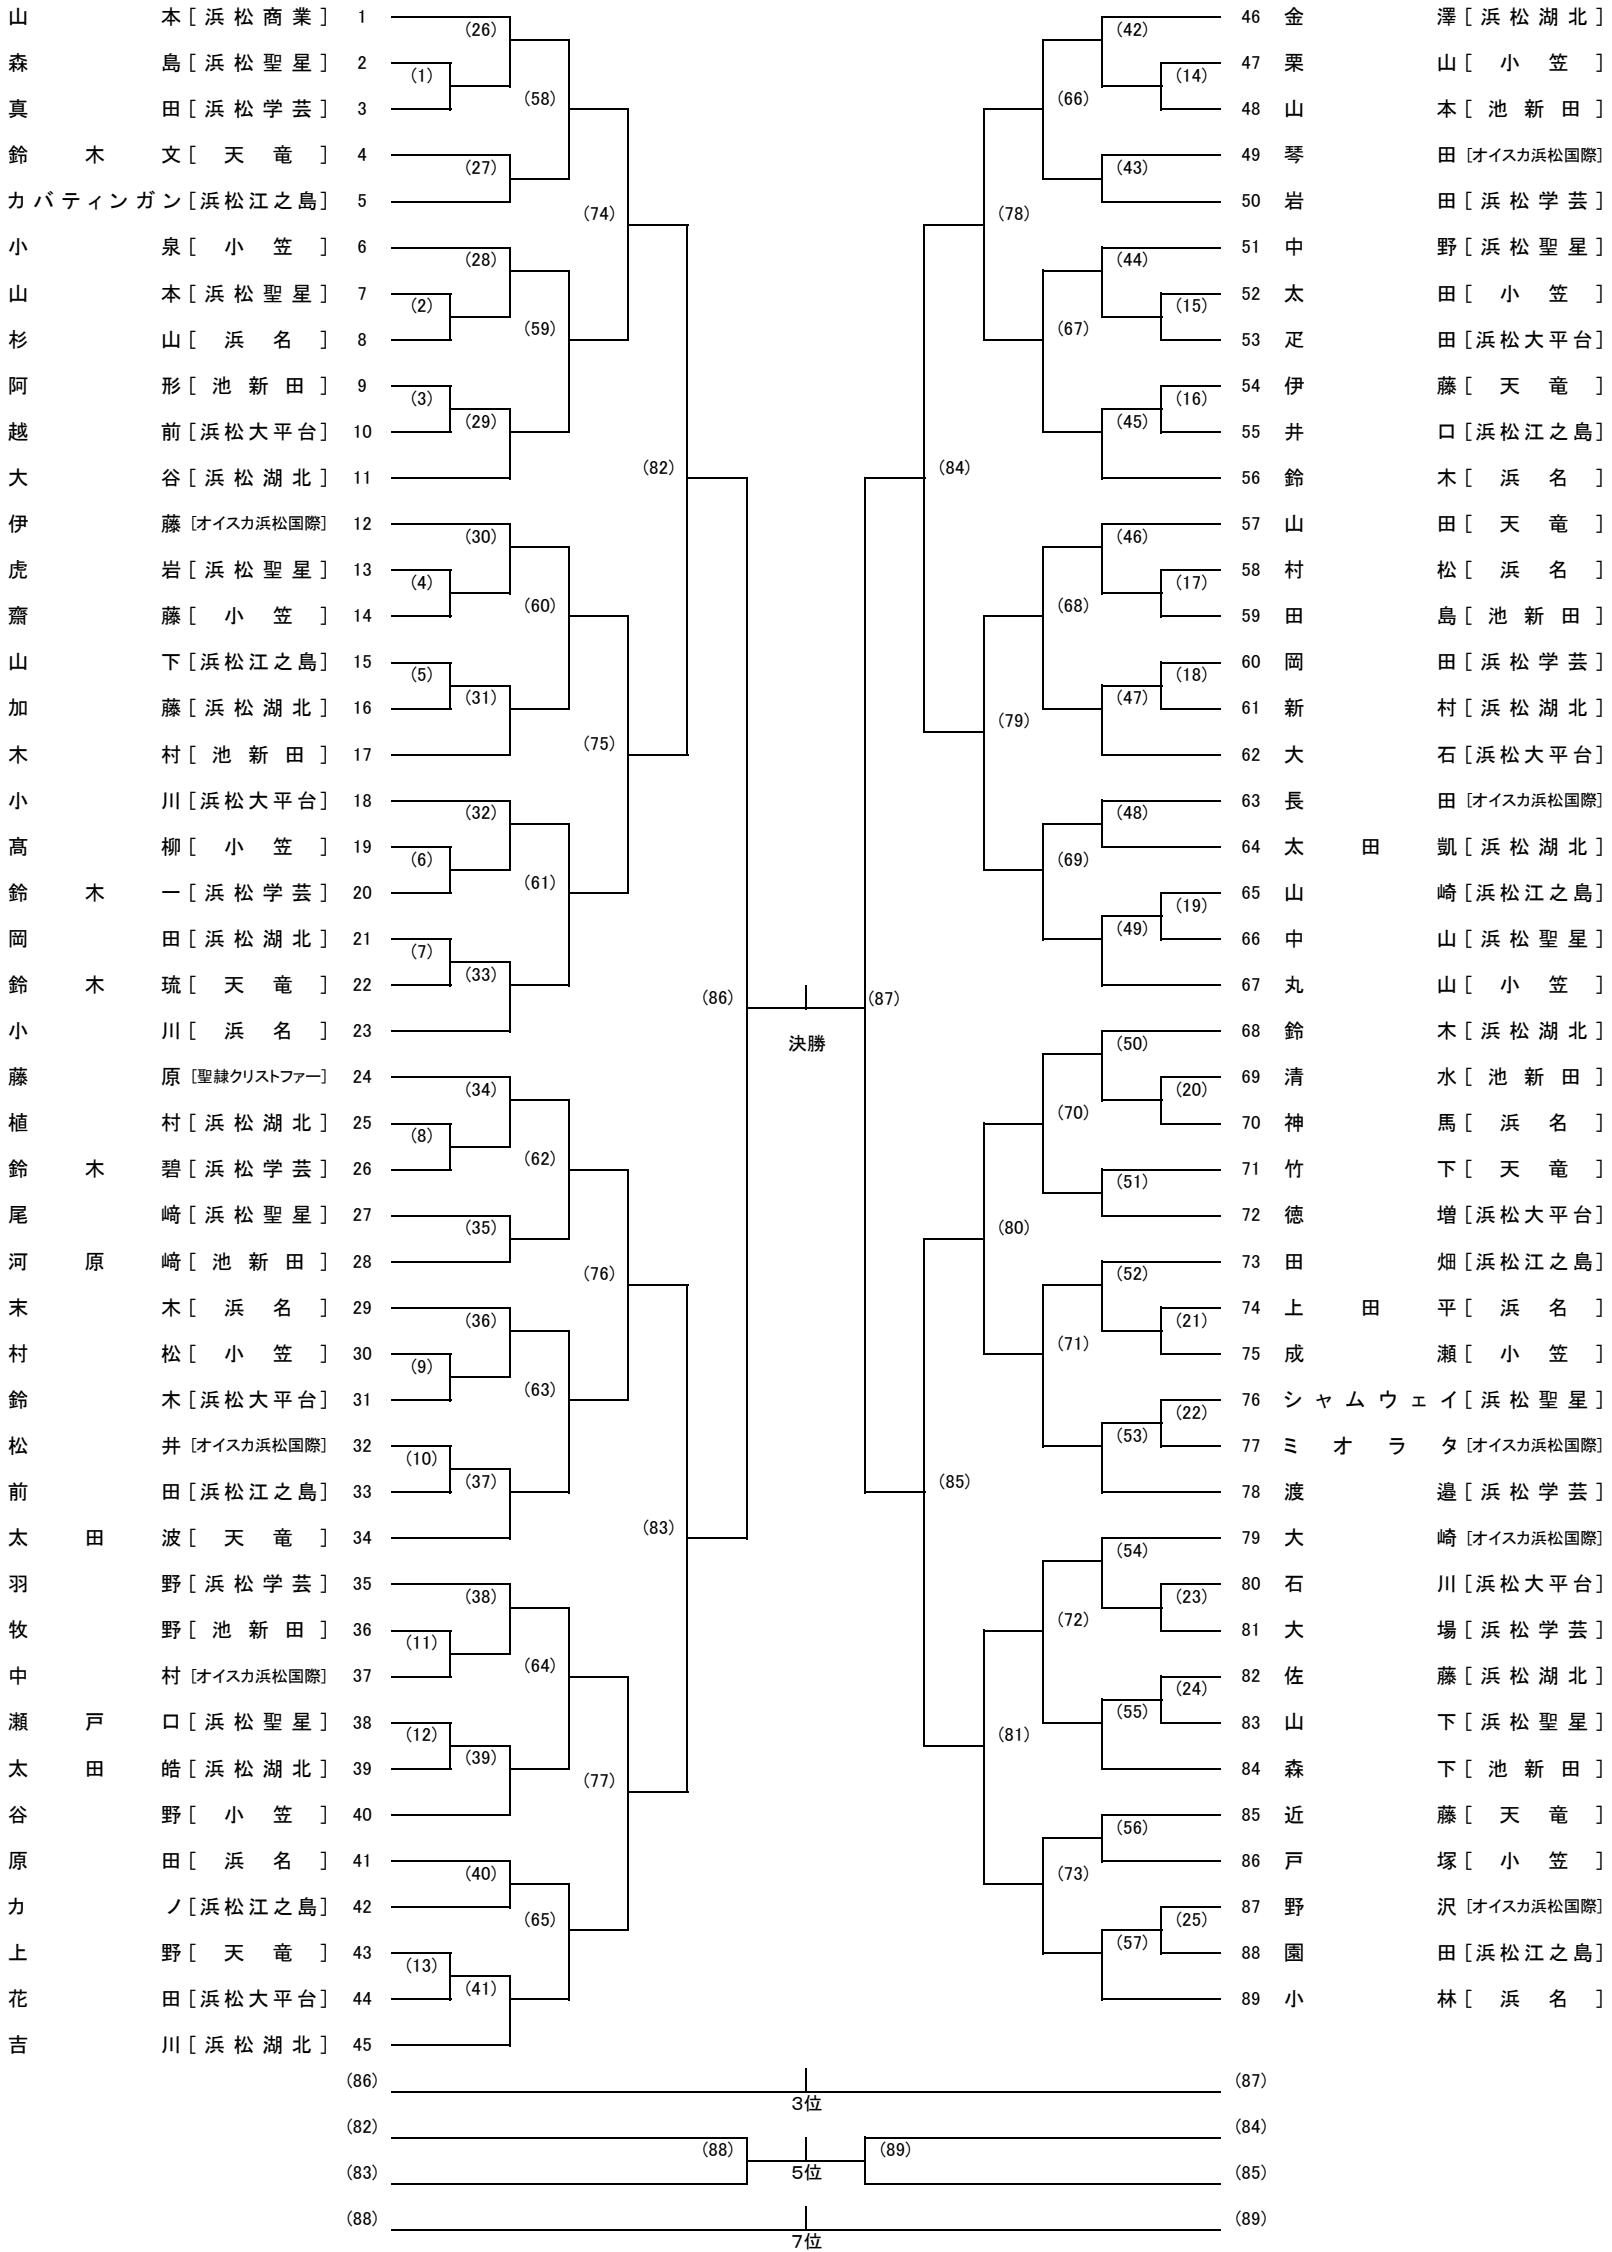 山本[浜松商業] 1
森島[浜松聖星] 2
真田[浜松学芸] 3
鈴木文[天竜] 4
カバティンガン[浜松江之島] 5
小泉[小笠] 6
山本[浜松聖星] 7
杉山[浜名] 8
阿形[池新田] 9
越前[浜松大平台] 10
大谷[浜松湖北] 11
伊藤[オイスカ浜松国際] 12
虎岩[浜松聖星] 13
齋藤[小笠] 14
山下[浜松江之島] 15
加藤[浜松湖北] 16
木村[池新田] 17
小川[浜松大平台] 18
髙柳[小笠] 19
鈴木一[浜松学芸] 20
岡田[浜松湖北] 21
鈴木琉[天竜] 22
小川[浜名] 23
藤原[聖隷クリストファー] 24
植村[浜松湖北] 25
鈴木碧[浜松学芸] 26
尾﨑[浜松聖星] 27
河原﨑[池新田] 28
末木[浜名] 29
村松[小笠] 30
鈴木[浜松大平台] 31
松井[オイスカ浜松国際] 32
前田[浜松江之島] 33
太田波[天竜] 34
羽野[浜松学芸] 35
牧野[池新田] 36
中村[オイスカ浜松国際] 37
瀬戸口[浜松聖星] 38
太田皓[浜松湖北] 39
谷野[小笠] 40
原田[浜名] 41
カノ[浜松江之島] 42
上野[天竜] 43
花田[浜松大平台] 44
吉川[浜松湖北] 45
(1)
(2)
(3)
(4)
(5)
(6)
(7)
(8)
(9)
(10)
(11)
(12)
(13)
(26)
(27)
(28)
(29)
(30)
(31)
(32)
(33)
(34)
(35)
(36)
(37)
(38)
(39)
(40)
(41)
(58)
(59)
(60)
(61)
(62)
(63)
(64)
(65)
(74)
(75)
(76)
(77)
(82)
(83)
(86)
決勝
(87)
(84)
(85)
(78)
(79)
(80)
(81)
(66)
(67)
(68)
(69)
(70)
(71)
(72)
(73)
(42)
(43)
(44)
(45)
(46)
(47)
(48)
(49)
(50)
(51)
(52)
(53)
(54)
(55)
(56)
(57)
(14)
(15)
(16)
(17)
(18)
(19)
(20)
(21)
(22)
(23)
(24)
(25)
46 金澤[浜松湖北]
47 栗山[小笠]
48 山本[池新田]
49 琴田[オイスカ浜松国際]
50 岩田[浜松学芸]
51 中野[浜松聖星]
52 太田[小笠]
53 疋田[浜松大平台]
54 伊藤[天竜]
55 井口[浜松江之島]
56 鈴木[浜名]
57 山田[天竜]
58 村松[浜名]
59 田島[池新田]
60 岡田[浜松学芸]
61 新村[浜松湖北]
62 大石[浜松大平台]
63 長田[オイスカ浜松国際]
64 太田凱[浜松湖北]
65 山崎[浜松江之島]
66 中山[浜松聖星]
67 丸山[小笠]
68 鈴木[浜松湖北]
69 清水[池新田]
70 神馬[浜名]
71 竹下[天竜]
72 徳増[浜松大平台]
73 田畑[浜松江之島]
74 上田平[浜名]
75 成瀬[小笠]
76 シャムウェイ[浜松聖星]
77 ミオラタ[オイスカ浜松国際]
78 渡邉[浜松学芸]
79 大崎[オイスカ浜松国際]
80 石川[浜松大平台]
81 大場[浜松学芸]
82 佐藤[浜松湖北]
83 山下[浜松聖星]
84 森下[池新田]
85 近藤[天竜]
86 戸塚[小笠]
87 野沢[オイスカ浜松国際]
88 園田[浜松江之島]
89 小林[浜名]
(86) (87)
3位
(82) (84)
(88) (89)
(83) 5位 (85)
(88) (89)
7位